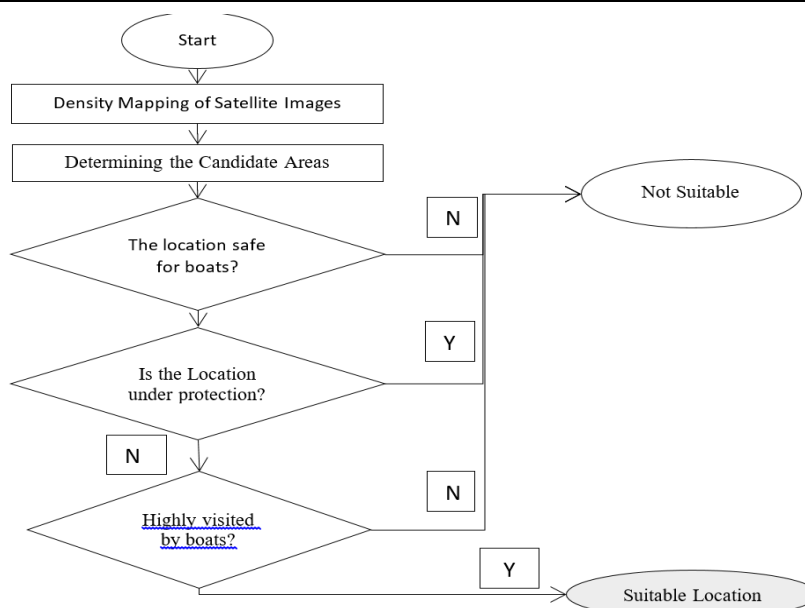 Start
Density Mapping of Satellite Images
Determining the Candidate Areas
Not Suitable
N
The location safe
for boats?
Y
Is the Location
under protection?
N
N
Highly visited
by boats?
Y
Suitable Location